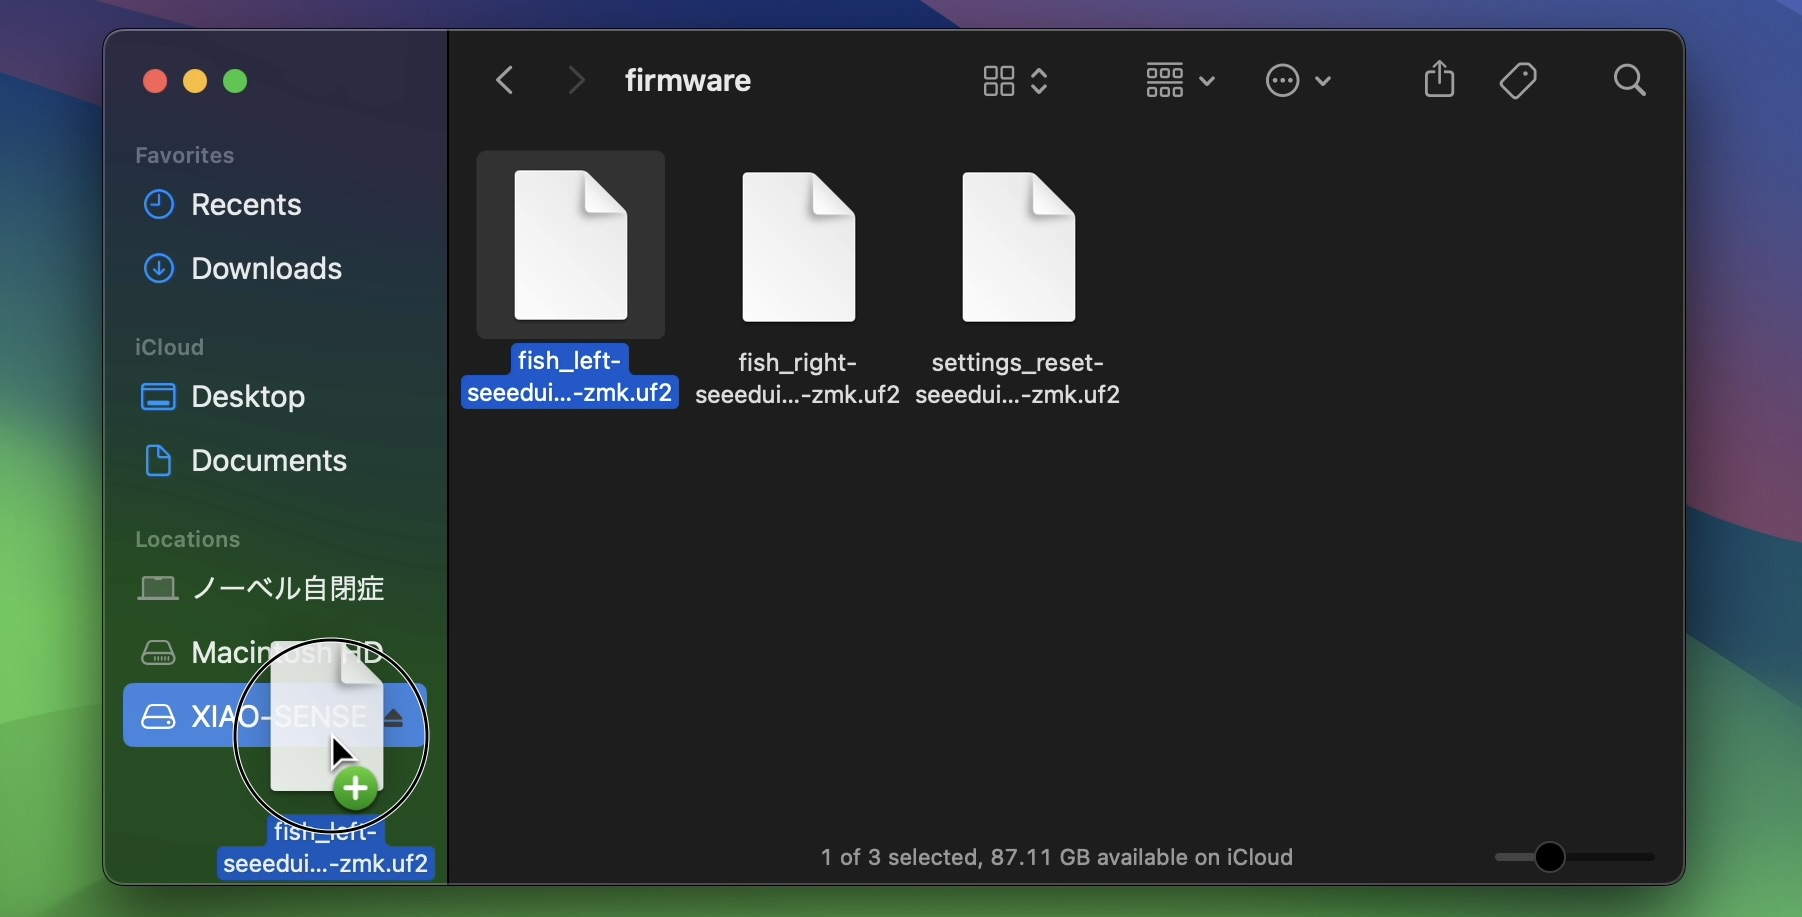 firmware
Favorites
Recents
Downloads
iCloud
Desktop
Documents
Locations
ノーベル自閉症
Macintosh HD
XIAO-SENSE
fish_left-
seeedui...-zmk.uf2
fish_left-
seeedui...-zmk.uf2
fish_right-
seeedui...-zmk.uf2
settings_reset-
seeedui...-zmk.uf2
1 of 3 selected, 87.11 GB available on iCloud